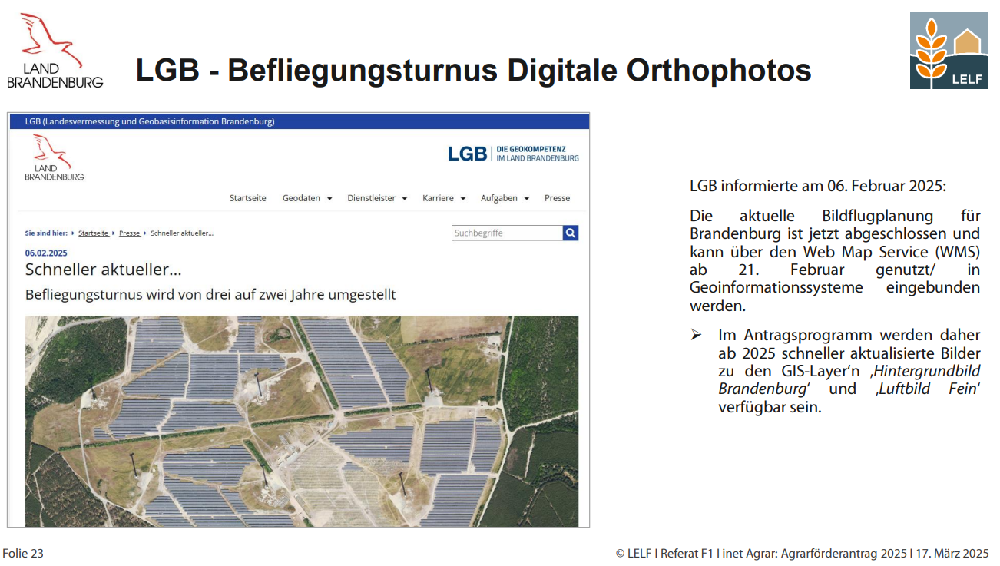 LAND
BRANDENBURG
LGB - Befliegungsturnus Digitale Orthophotos
LELF
LGB (Landesvermessung und Geobasisinformation Brandenburg)
LAND
BRANDENBURG
LGB | DIE GEOKOMPETENZ
IM LAND BRANDENBURG
Startseite Geodaten Dienstleister Karriere Aufgaben Presse
Sie sind hier: Startseite Presse Schneller aktueller...
Suchbegriffe
06.02.2025
Schneller aktueller...
Befliegungsturnus wird von drei auf zwei Jahre umgestellt
LGB informierte am 06. Februar 2025:
Die aktuelle Bildflugplanung für
Brandenburg ist jetzt abgeschlossen und
kann über den Web Map Service (WMS)
ab 21. Februar genutzt/ in
Geoinformationssysteme eingebunden
werden.
➢ Im Antragsprogramm werden daher
ab 2025 schneller aktualisierte Bilder
zu den GIS-Layer‘n ‚Hintergrundbild
Brandenburg‘ und ‚Luftbild Fein‘
verfügbar sein.
Folie 23
© LELF I Referat F1 I inet Agrar: Agrarförderantrag 2025 I 17. März 2025